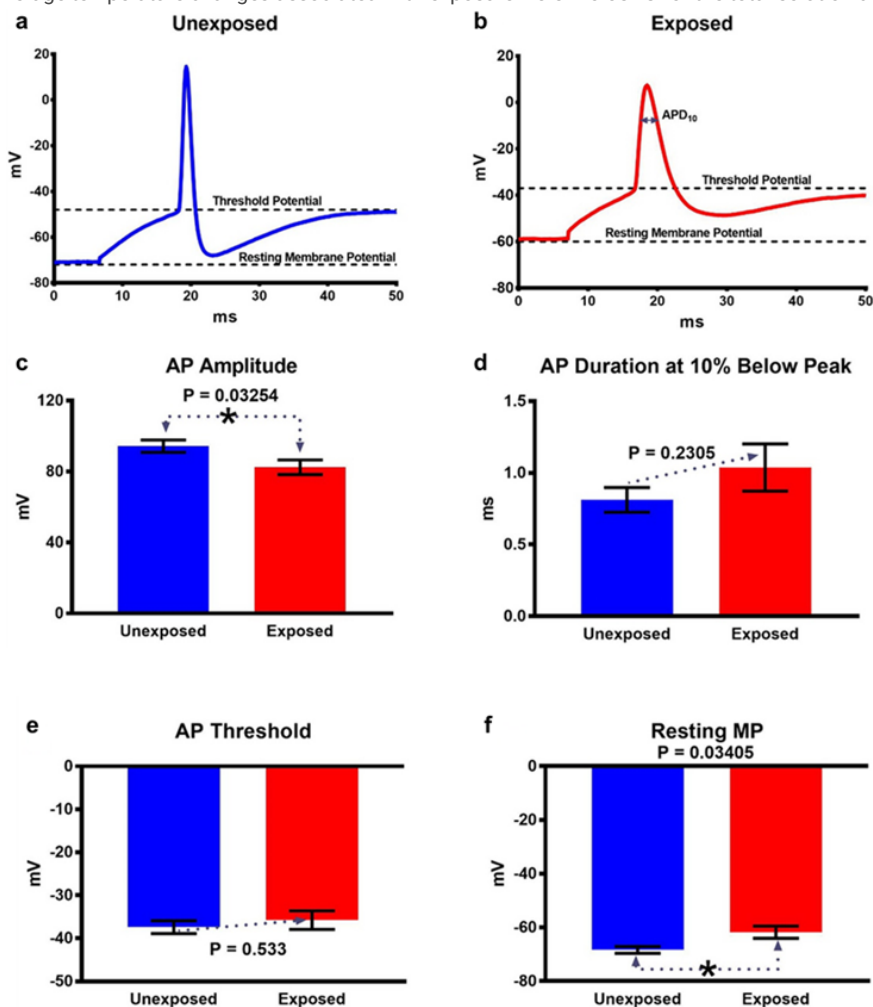 a Unexposed
20
0
-20
-40
-60
-80
mV
Threshold Potential
Resting Membrane Potential
0 10 20 30 40 50
ms
b Exposed
20
0
-20
-40
-60
-80
mV
APD10
Threshold Potential
Resting Membrane Potential
0 10 20 30 40 50
ms
c AP Amplitude
P = 0.03254
*
120
80
40
0
mV
Unexposed Exposed
d AP Duration at 10% Below Peak
1.5
1.0
0.5
0.0
ms
P = 0.2305
Unexposed Exposed
e AP Threshold
0
-10
-20
-30
-40
-50
mV
P = 0.533
Unexposed Exposed
f Resting MP
P = 0.03405
0
-20
-40
-60
-80
mV
*
Unexposed Exposed